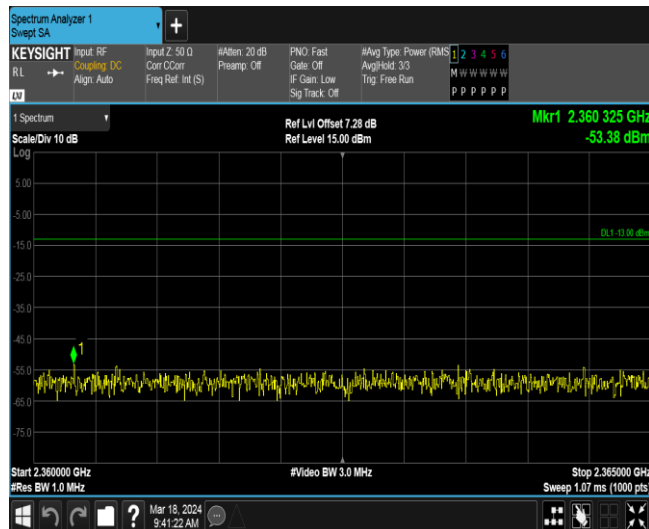 Spectrum Analyzer 1
Swept SA
+
KEYSIGHT
RL
LXI
Input: RF
Coupling: DC
Align: Auto
Input Z: 50 Ω
Corr CCorr
Freq Ref: Int (S)
#Atten: 20 dB
Preamp: Off
PNO: Fast
Gate: Off
IF Gain: Low
Sig Track: Off
#Avg Type: Power (RMS
Avg|Hold: 3/3
Trig: Free Run
1 2 3 4 5 6
M W W W W W
P P P P P P
1 Spectrum
Scale/Div 10 dB
Log
Ref Lvl Offset 7.28 dB
Ref Level 15.00 dBm
Mkr1 2.360 325 GHz
-53.38 dBm
5.00
-5.00
DL1 -13.00 dBm
-15.0
-25.0
-35.0
-45.0
1
-55.0
-65.0
-75.0
Start 2.360000 GHz
#Res BW 1.0 MHz
#Video BW 3.0 MHz
Stop 2.365000 GHz
Sweep 1.07 ms (1000 pts)
?
Mar 18, 2024
9:41:22 AM